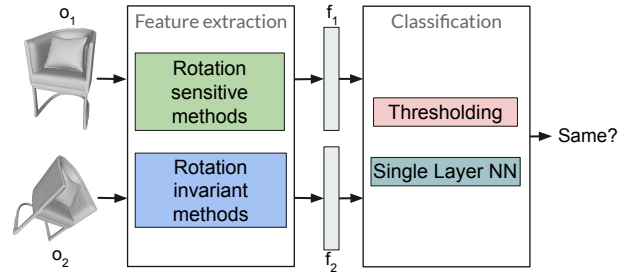 o1
Feature extraction
f1
Classification
Rotation
sensitive
methods
Thresholding
Same?
Rotation
invariant
methods
Single Layer NN
o2
f2